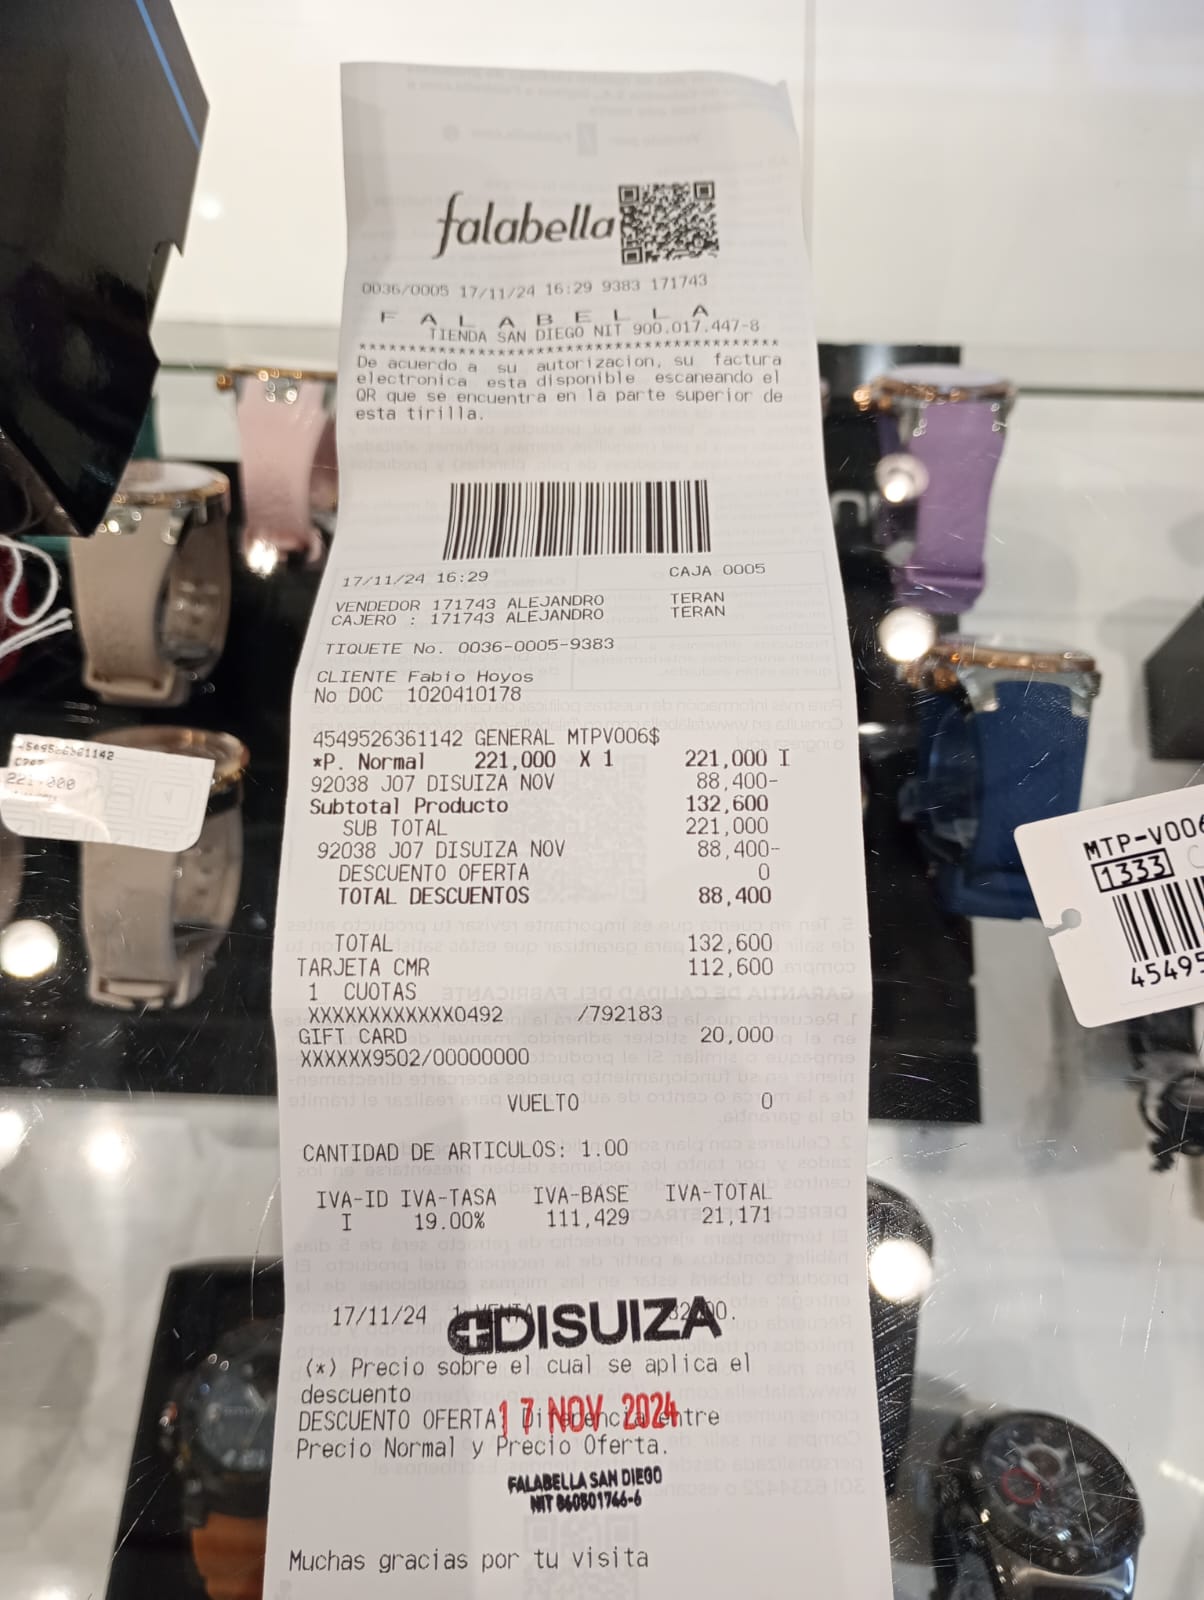 falabella
0036/0005 17/11/24 16:29 9383 171743
F A L A B E L L A
TIENDA SAN DIEGO NIT 900.017.447-8
De acuerdo a su autorizacion, su factura
electronica esta disponible escaneando el
QR que se encuentra en la parte superior de
esta tirilla.
17/11/24 16:29 CAJA 0005
VENDEDOR 171743 ALEJANDRO TERAN
CAJERO : 171743 ALEJANDRO TERAN
TIQUETE No. 0036-0005-9383
CLIENTE Fabio Hoyos
No DOC 1020410178
4549526361142 GENERAL MTPV006$
*P. Normal 221,000 X 1 221,000 I
92038 J07 DISUIZA NOV 88,400-
Subtotal Producto 132,600
SUB TOTAL 221,000
92038 J07 DISUIZA NOV 88,400-
DESCUENTO OFERTA 0
TOTAL DESCUENTOS 88,400
TOTAL 132,600
TARJETA CMR 112,600
1 CUOTAS
XXXXXXXXXXXX0492 /792183
GIFT CARD 20,000
XXXXXX9502/00000000
VUELTO 0
CANTIDAD DE ARTICULOS: 1.00
IVA-ID IVA-TASA IVA-BASE IVA-TOTAL
I 19.00% 111,429 21,171
17/11/24
DISUIZA
(*) Precio sobre el cual se aplica el
descuento
DESCUENTO OFERTA: Diferencia entre
17 NOV 2024
Precio Normal y Precio Oferta.
FALABELLA SAN DIEGO
NIT 860801766-6
Muchas gracias por tu visita
221.000
MTP-V006
1333
45495